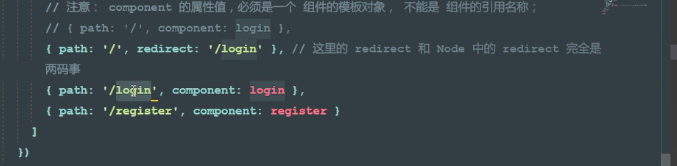 // 注意： component 的属性值，必须是一个 组件的模板对象， 不能是 组件的引用名称；
// { path: '/', component: login },
{ path: '/', redirect: '/login' }, // 这里的 redirect 和 Node 中的 redirect 完全是
两码事
{ path: '/login', component: login },
{ path: '/register', component: register }
]
})